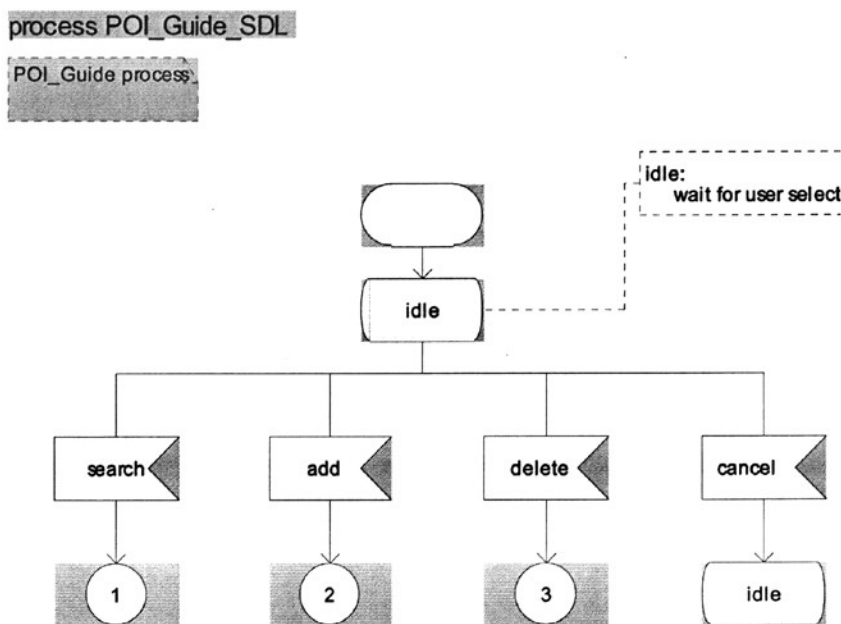 process POI_Guide_SDL
POI_Guide process
idle:
wait for user select
idle
search
add
delete
cancel
1
2
3
idle